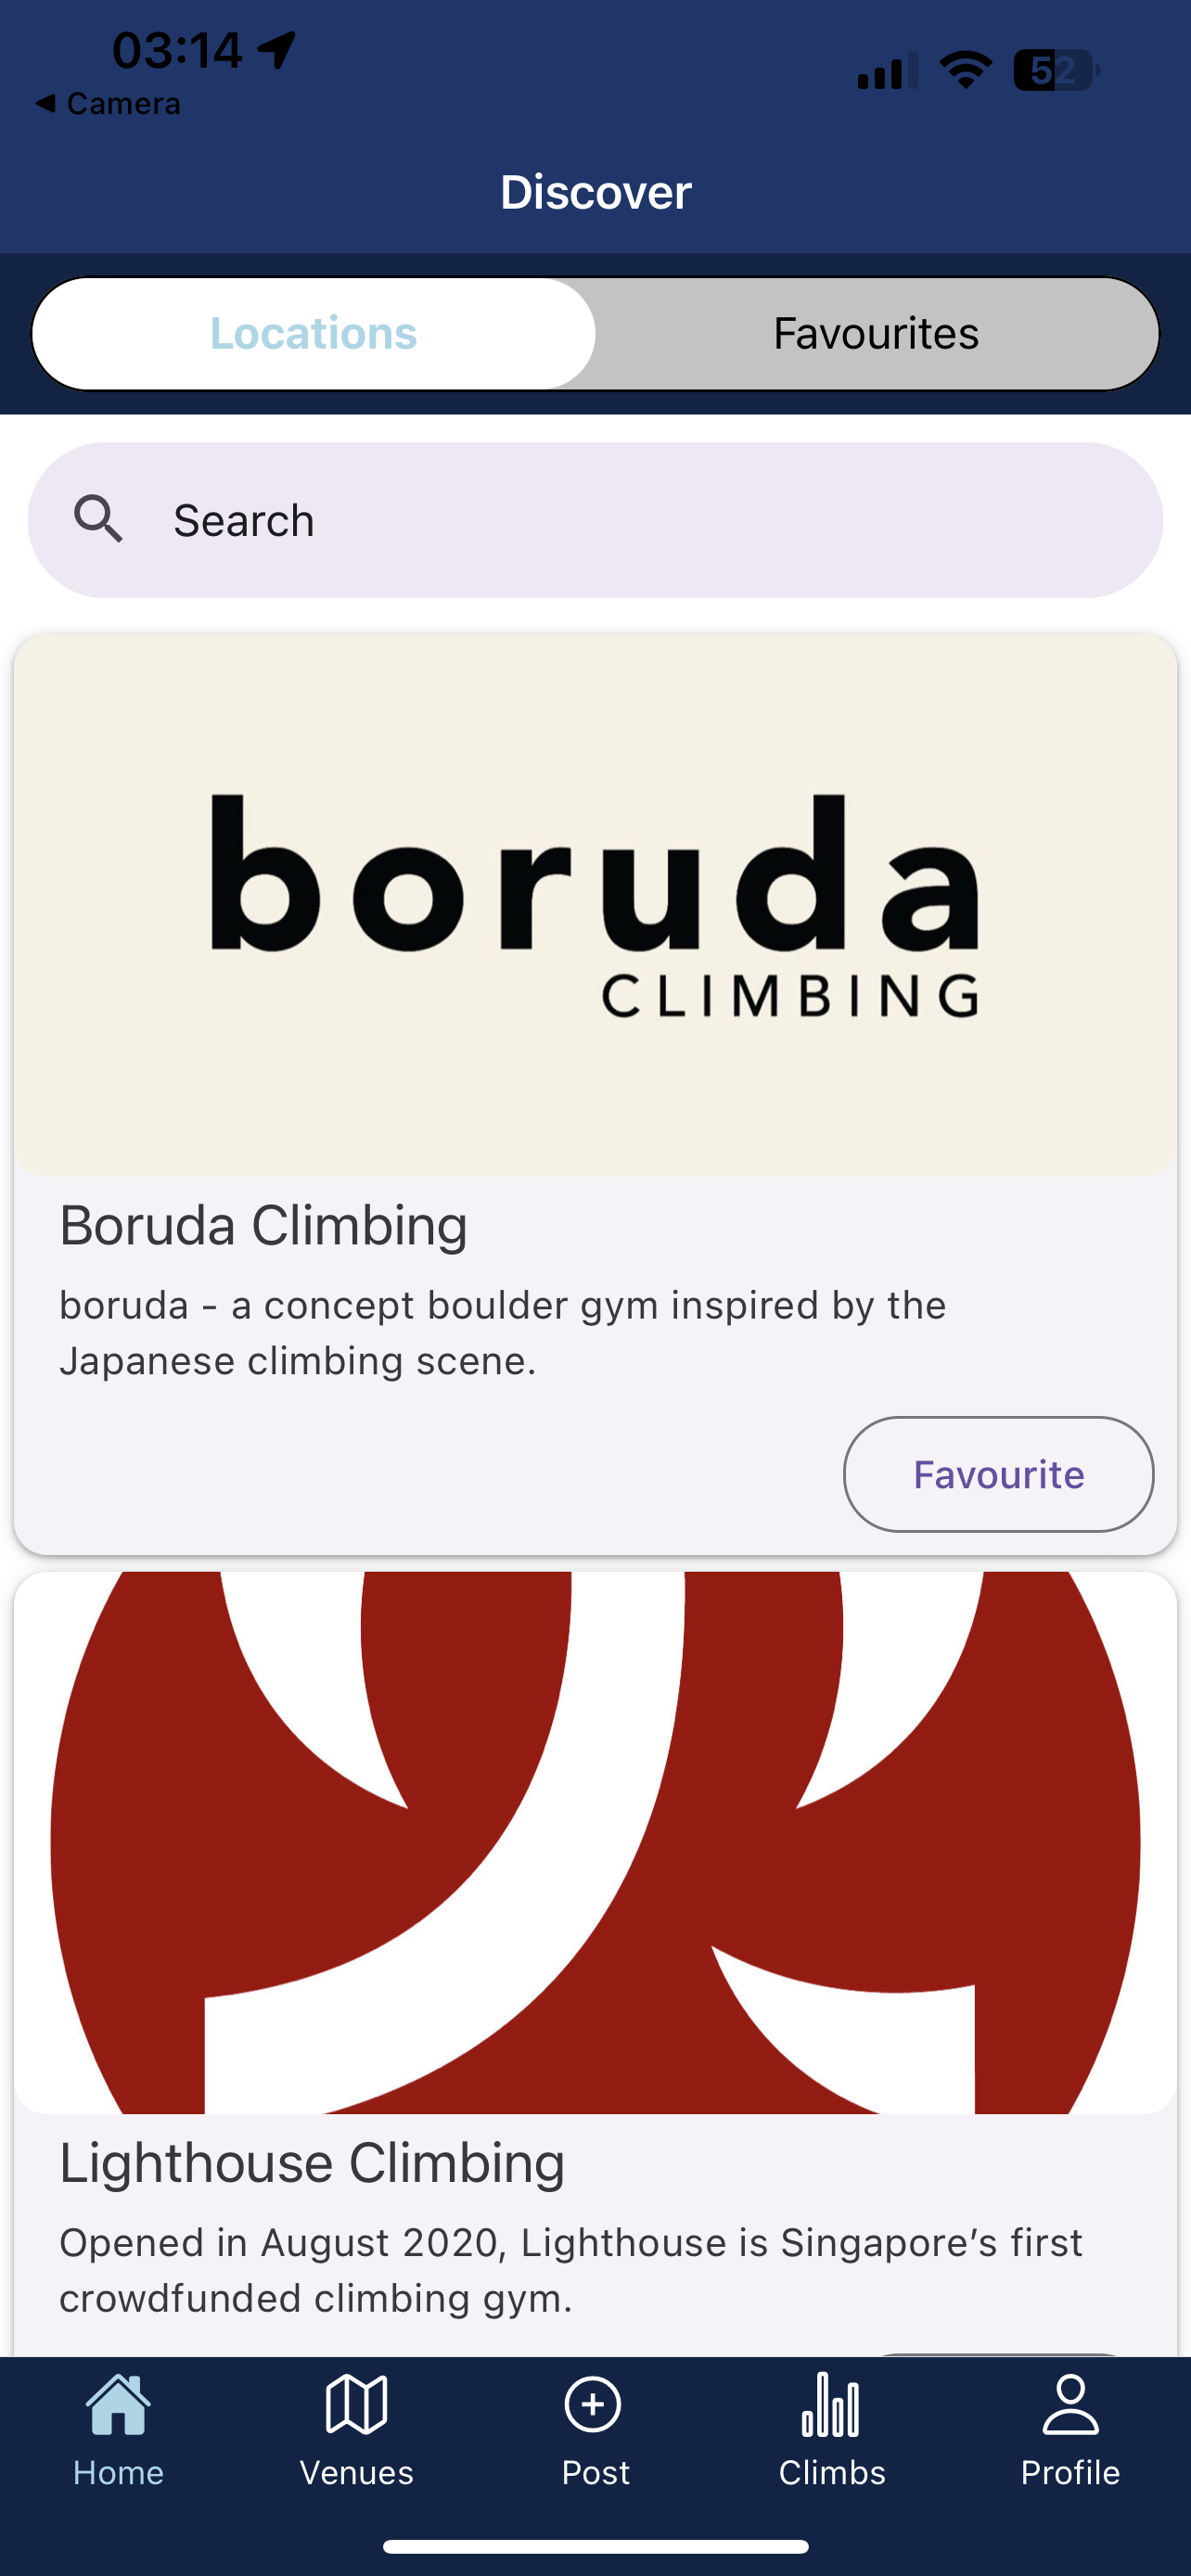 03:14
52
Camera
Discover
Locations
Favourites
Search
boruda
CLIMBING
Boruda Climbing
boruda - a concept boulder gym inspired by the
Japanese climbing scene.
Favourite
Lighthouse Climbing
Opened in August 2020, Lighthouse is Singapore’s first
crowdfunded climbing gym.
Home
Venues
Post
Climbs
Profile